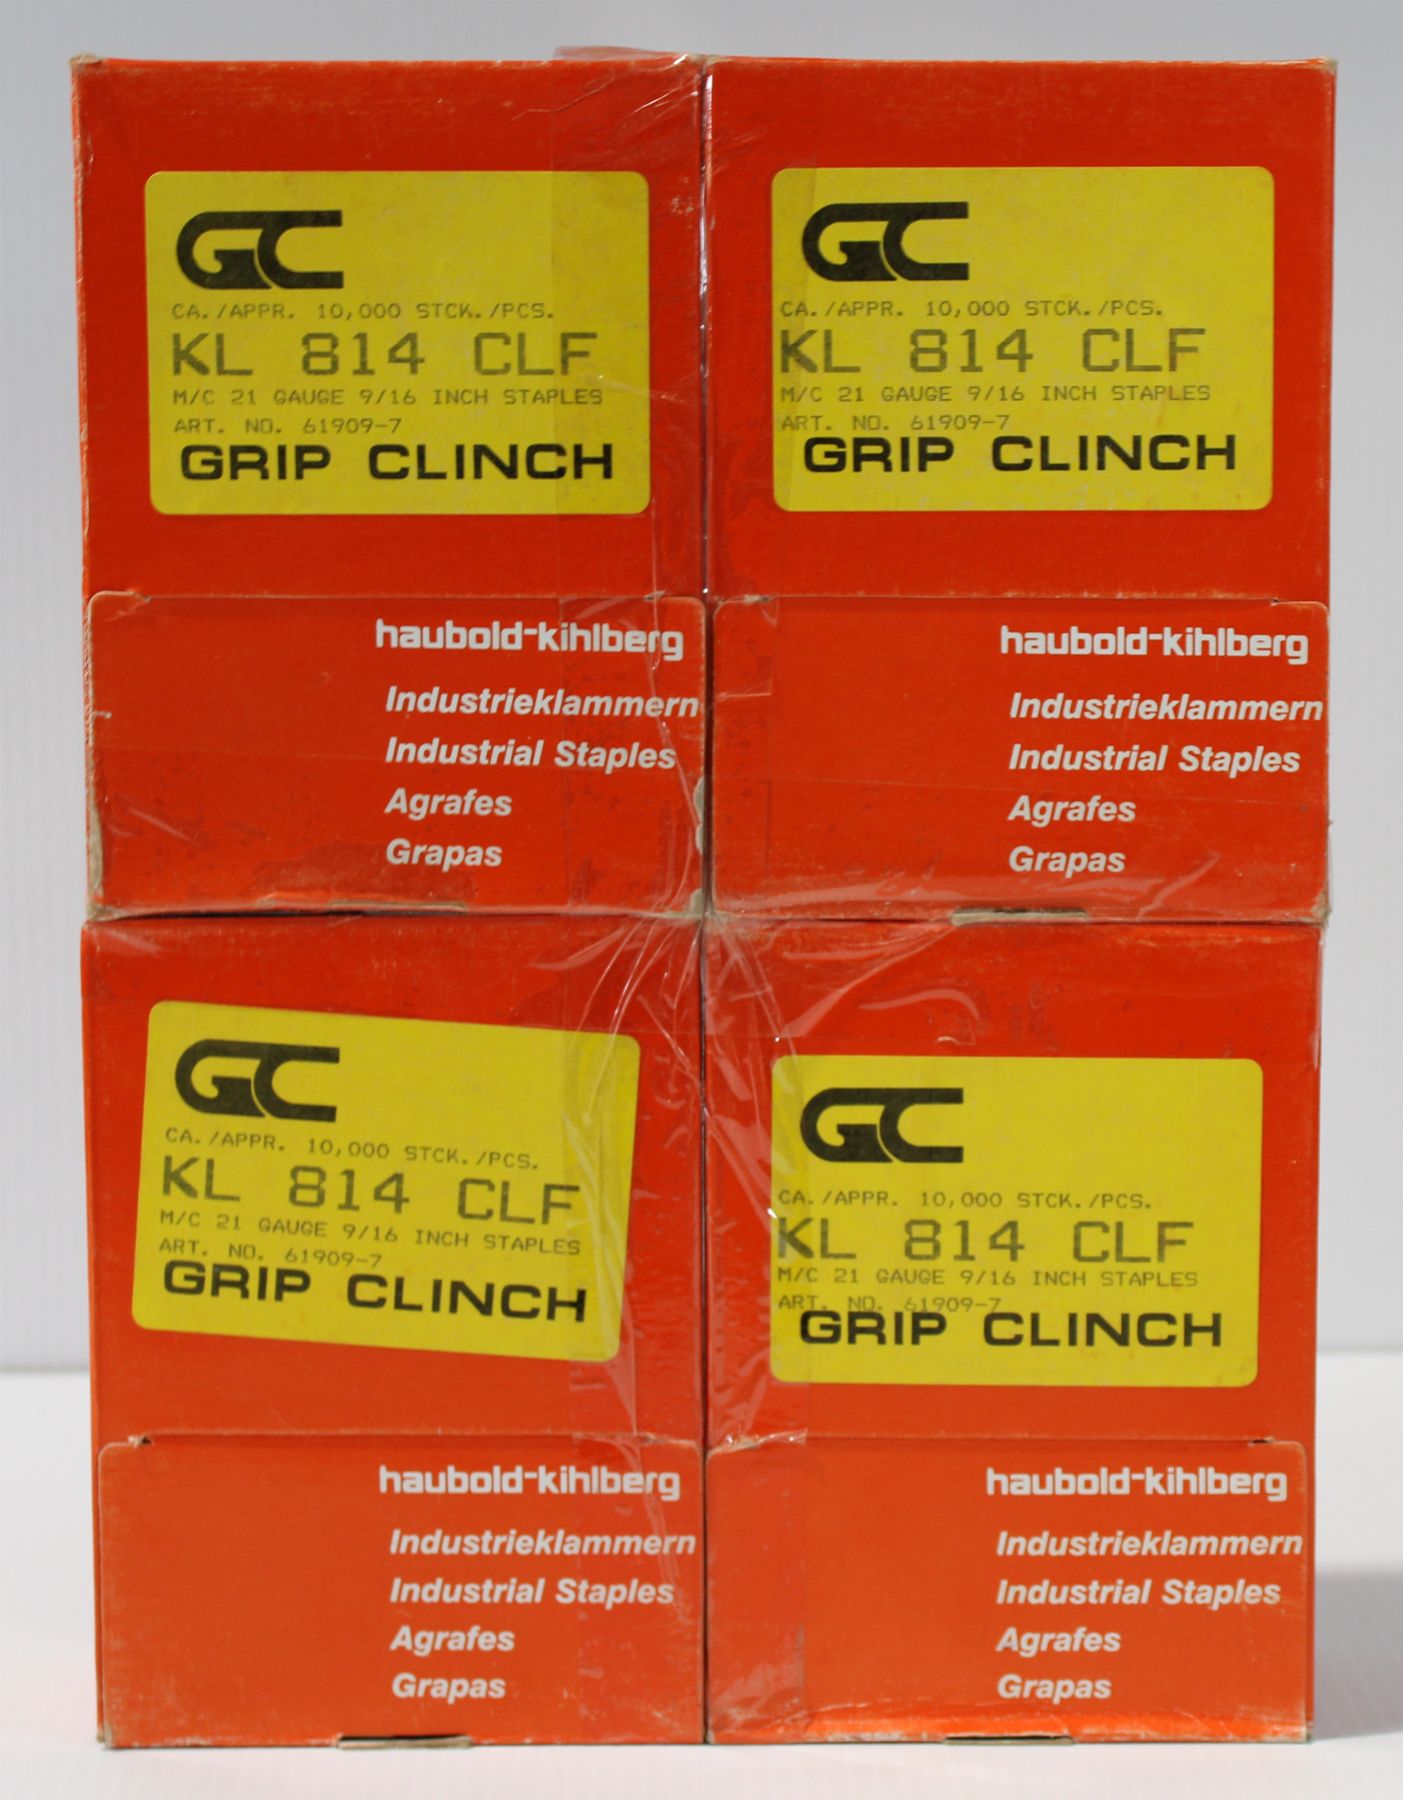 GC
CA./APPR. 10,000 STCK./PCS.
KL 814 CLF
M/C 21 GAUGE 9/16 INCH STAPLES
ART. NO. 61909-7
GRIP CLINCH
haubold-kihlberg
Industrieklammern
Industrial Staples
Agrafes
Grapas
GC
CA./APPR. 10,000 STCK./PCS.
KL 814 CLF
M/C 21 GAUGE 9/16 INCH STAPLES
ART. NO. 61909-7
GRIP CLINCH
haubold-kihlberg
Industrieklammern
Industrial Staples
Agrafes
Grapas
GC
CA./APPR. 10,000 STCK./PCS.
KL 814 CLF
M/C 21 GAUGE 9/16 INCH STAPLES
ART. NO. 61909-7
GRIP CLINCH
haubold-kihlberg
Industrieklammern
Industrial Staples
Agrafes
Grapas
GC
CA./APPR. 10,000 STCK./PCS.
KL 814 CLF
M/C 21 GAUGE 9/16 INCH STAPLES
ART. NO. 61909-7
GRIP CLINCH
haubold-kihlberg
Industrieklammern
Industrial Staples
Agrafes
Grapas